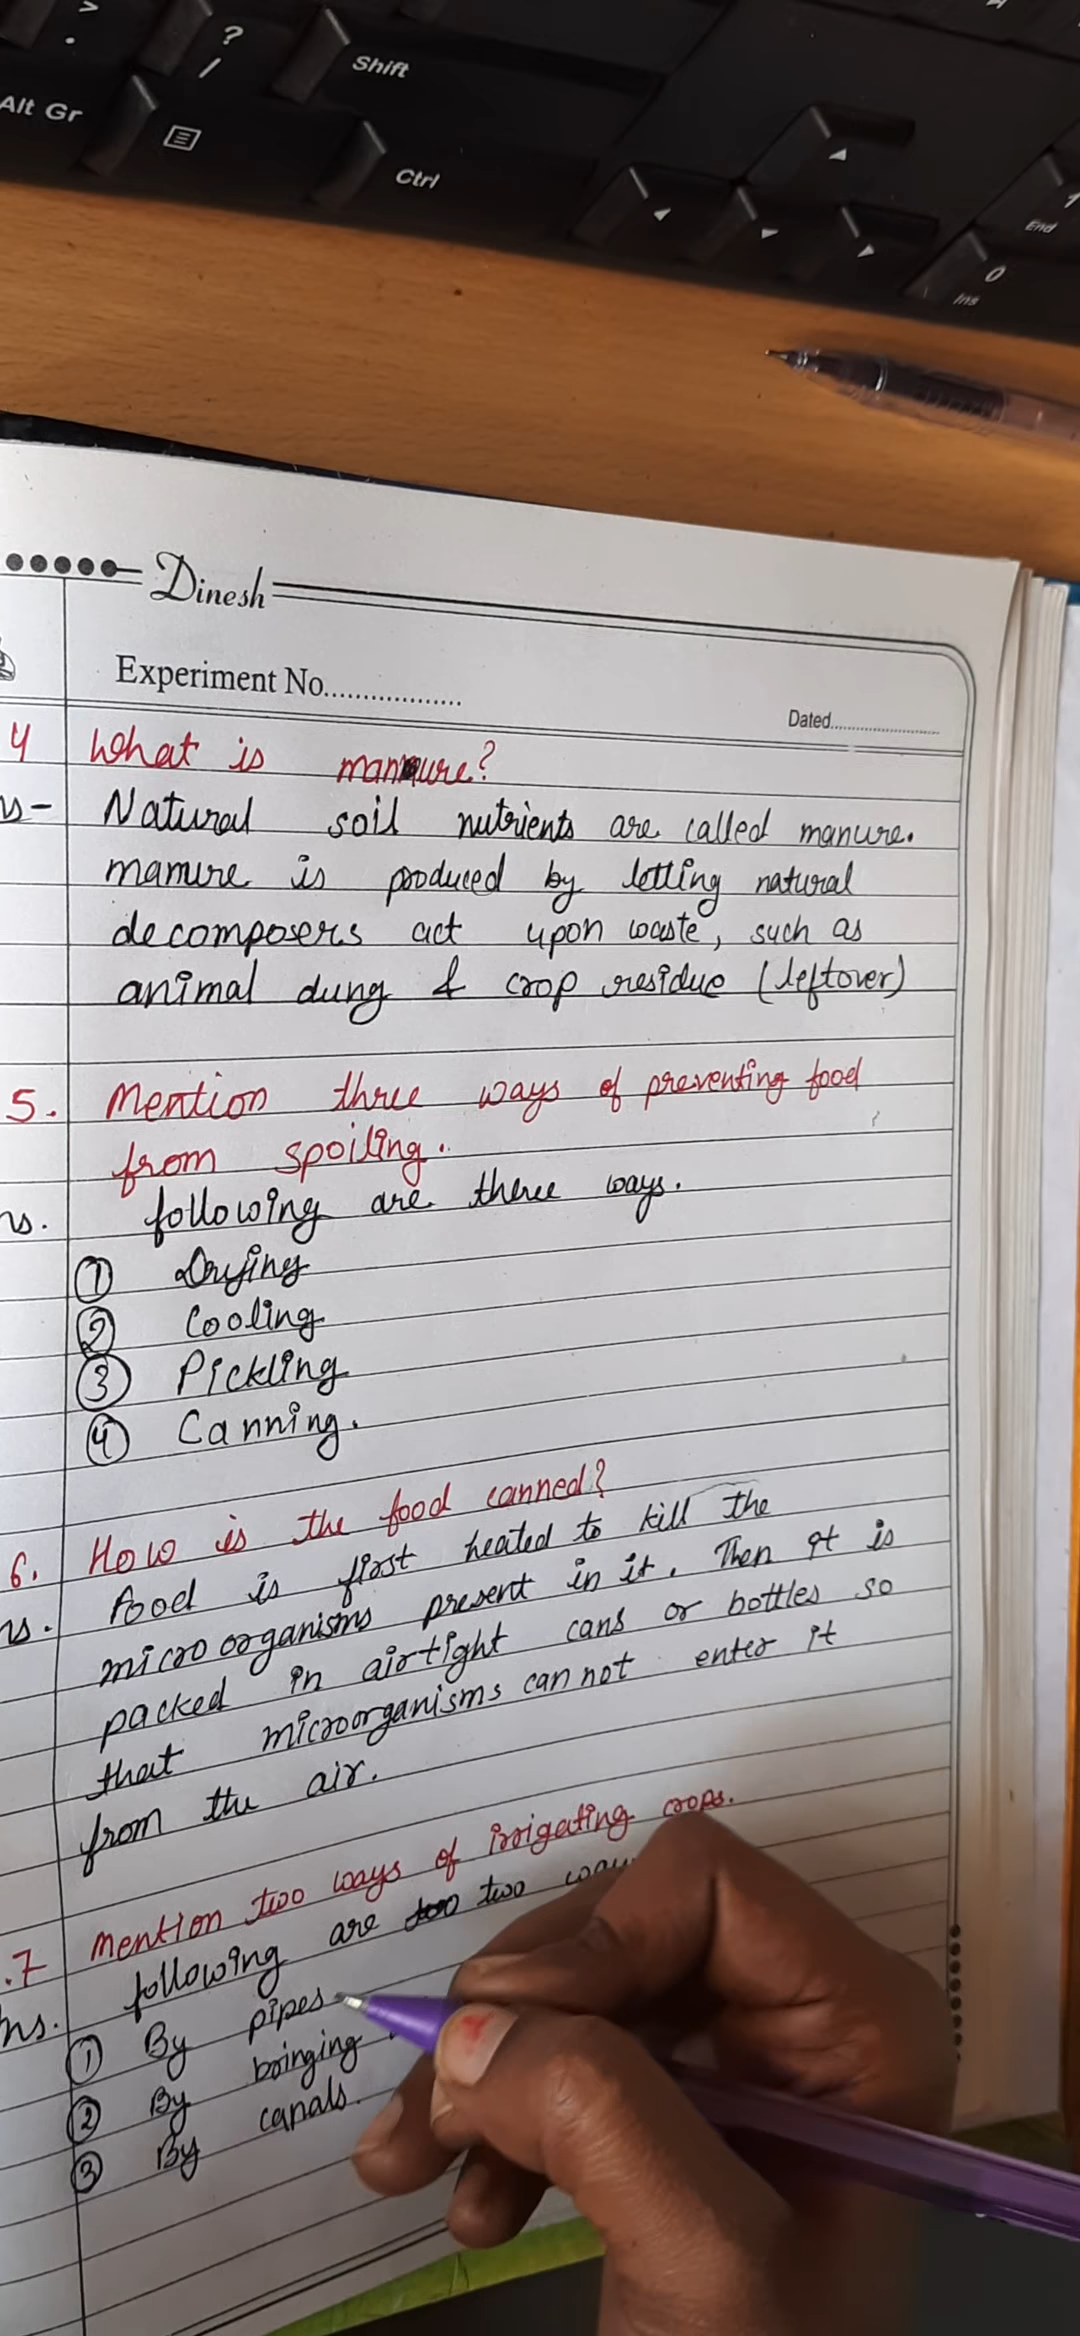 >
.
?
/
Shift
Alt Gr
Ctrl
End
0
Ins
Dinesh
Experiment No..................
Dated..............................
4 What is manure?
Natural soil nutrients are called manure.
manure is produced by letting natural
decomposers act upon waste, such as
animal dung & crop residue (leftover)
5. Mention three ways of preventing food
from spoiling.
ns. following are three ways.
① Drying
② Cooling
③ Pickling
④ Canning.
6. How is the food canned?
ns. Food is first heated to kill the
microorganisms present in it. Then it is
packed in airtight cans or bottles so
that microorganisms can not enter it
from the air.
.7 Mention two ways of irrigating crops.
ns. following are two
① By pipes
② By bringing
③ By canals.